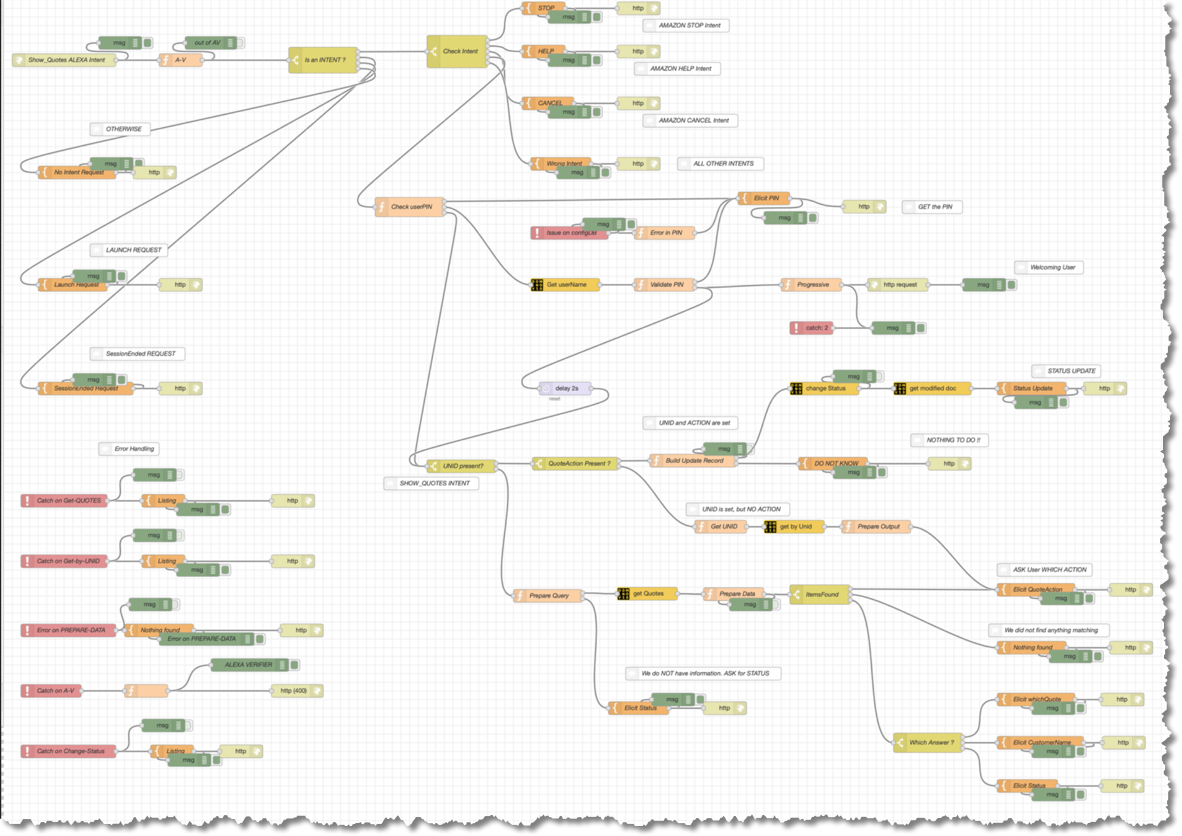 STOP
http
msg
AMAZON STOP Intent
msg
out of AV
Show_Quotes ALEXA Intent
A-V
Is an INTENT ?
Check Intent
HELP
http
msg
AMAZON HELP Intent
CANCEL
http
msg
AMAZON CANCEL Intent
OTHERWISE
msg
No Intent Request
http
Wrong Intent
http
msg
ALL OTHER INTENTS
Check userPIN
Elicit PIN
http
GET the PIN
msg
msg
Issue on configDB
Error in PIN
LAUNCH REQUEST
msg
Launch Request
http
Get userName
Validate PIN
Progressive
http request
msg
Welcoming User
catch: 2
msg
SessionEnded REQUEST
msg
SessionEnded Request
http
delay 2s
reset
msg
change Status
get modified doc
STATUS UPDATE
Status Update
http
msg
UNID and ACTION are set
NOTHING TO DO !!
Error Handling
msg
UNID present?
QuoteAction Present ?
Build Update Record
DO NOT KNOW
http
msg
SHOW_QUOTES INTENT
msg
Catch on Get-QUOTES
Listing
http
msg
UNID is set, but NO ACTION
Get UNID
get by Unid
Prepare Output
msg
Catch on Get-by-UNID
Listing
http
msg
ASK User WHICH ACTION
Prepare Query
get Quotes
Prepare Data
msg
ItemsFound
Elicit QuoteAction
http
msg
msg
Error on PREPARE-DATA
Nothing found
http
Error on PREPARE-DATA
We did not find anything matching
Nothing found
http
msg
ALEXA VERIFIER
Catch on A-V
http (400)
We do NOT have information. ASK for STATUS
msg
Elicit Status
http
Elicit whichQuote
http
msg
msg
Catch on Change-Status
Listing
http
msg
Which Answer ?
Elicit CustomerName
http
msg
Elicit Status
http
msg